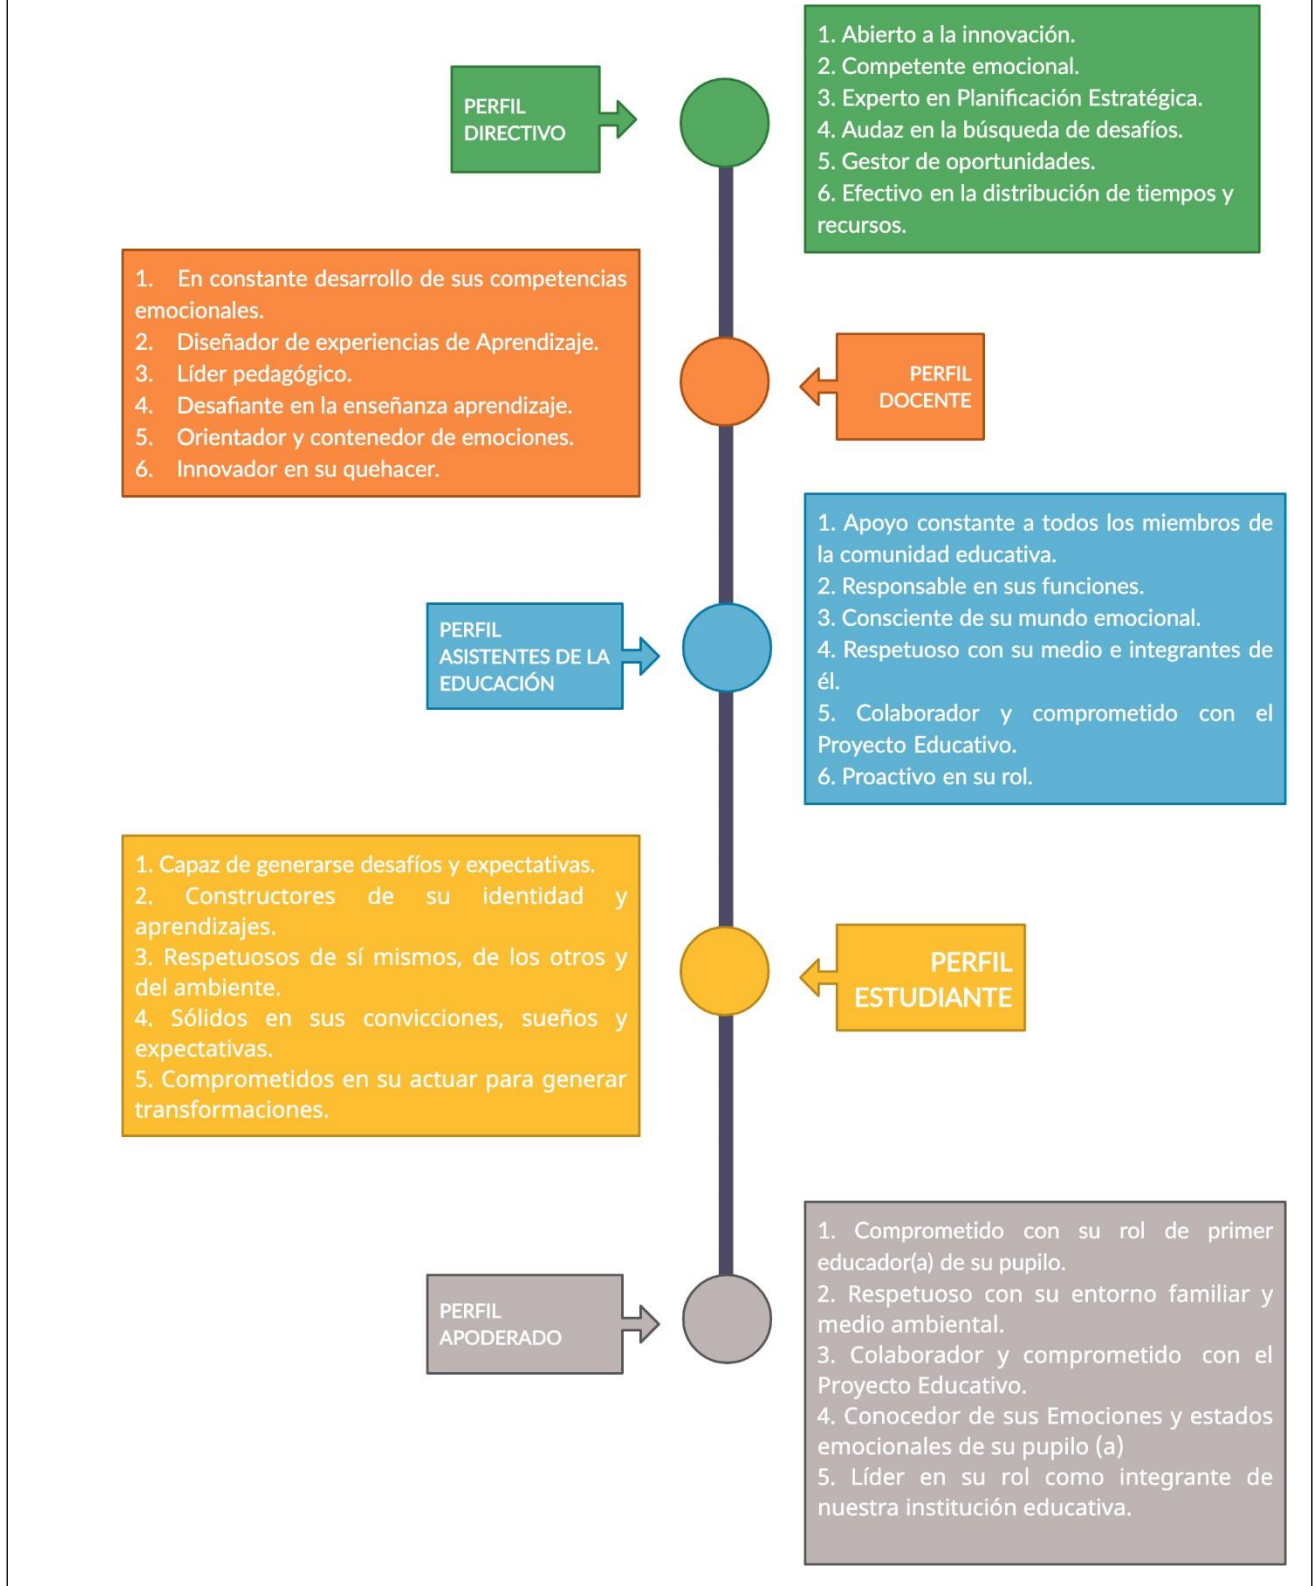 PERFIL
DIRECTIVO
1. Abierto a la innovación.
2. Competente emocional.
3. Experto en Planificación Estratégica.
4. Audaz en la búsqueda de desafíos.
5. Gestor de oportunidades.
6. Efectivo en la distribución de tiempos y
recursos.
1. En constante desarrollo de sus competencias
emocionales.
2. Diseñador de experiencias de Aprendizaje.
3. Líder pedagógico.
4. Desafiante en la enseñanza aprendizaje.
5. Orientador y contenedor de emociones.
6. Innovador en su quehacer.
PERFIL
DOCENTE
PERFIL
ASISTENTES DE LA
EDUCACIÓN
1. Apoyo constante a todos los miembros de
la comunidad educativa.
2. Responsable en sus funciones.
3. Consciente de su mundo emocional.
4. Respetuoso con su medio e integrantes de
él.
5. Colaborador y comprometido con el
Proyecto Educativo.
6. Proactivo en su rol.
1. Capaz de generarse desafíos y expectativas.
2. Constructores de su identidad y
aprendizajes.
3. Respetuosos de sí mismos, de los otros y
del ambiente.
4. Sólidos en sus convicciones, sueños y
expectativas.
5. Comprometidos en su actuar para generar
transformaciones.
PERFIL
ESTUDIANTE
PERFIL
APODERADO
1. Comprometido con su rol de primer
educador(a) de su pupilo.
2. Respetuoso con su entorno familiar y
medio ambiental.
3. Colaborador y comprometido con el
Proyecto Educativo.
4. Conocedor de sus Emociones y estados
emocionales de su pupilo (a)
5. Líder en su rol como integrante de
nuestra institución educativa.